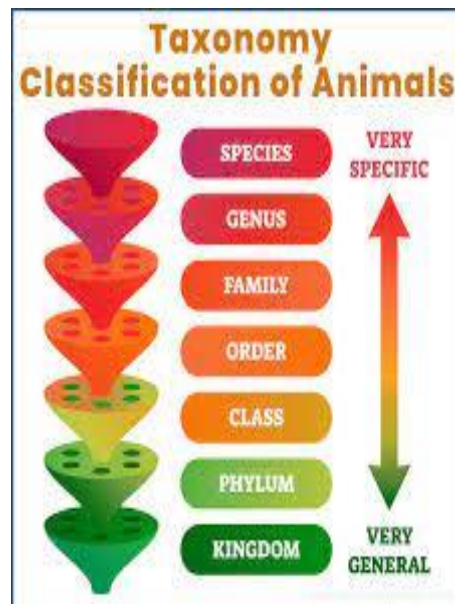 Taxonomy
Classification of Animals
SPECIES
GENUS
FAMILY
ORDER
CLASS
PHYLUM
KINGDOM
VERY
SPECIFIC
VERY
GENERAL